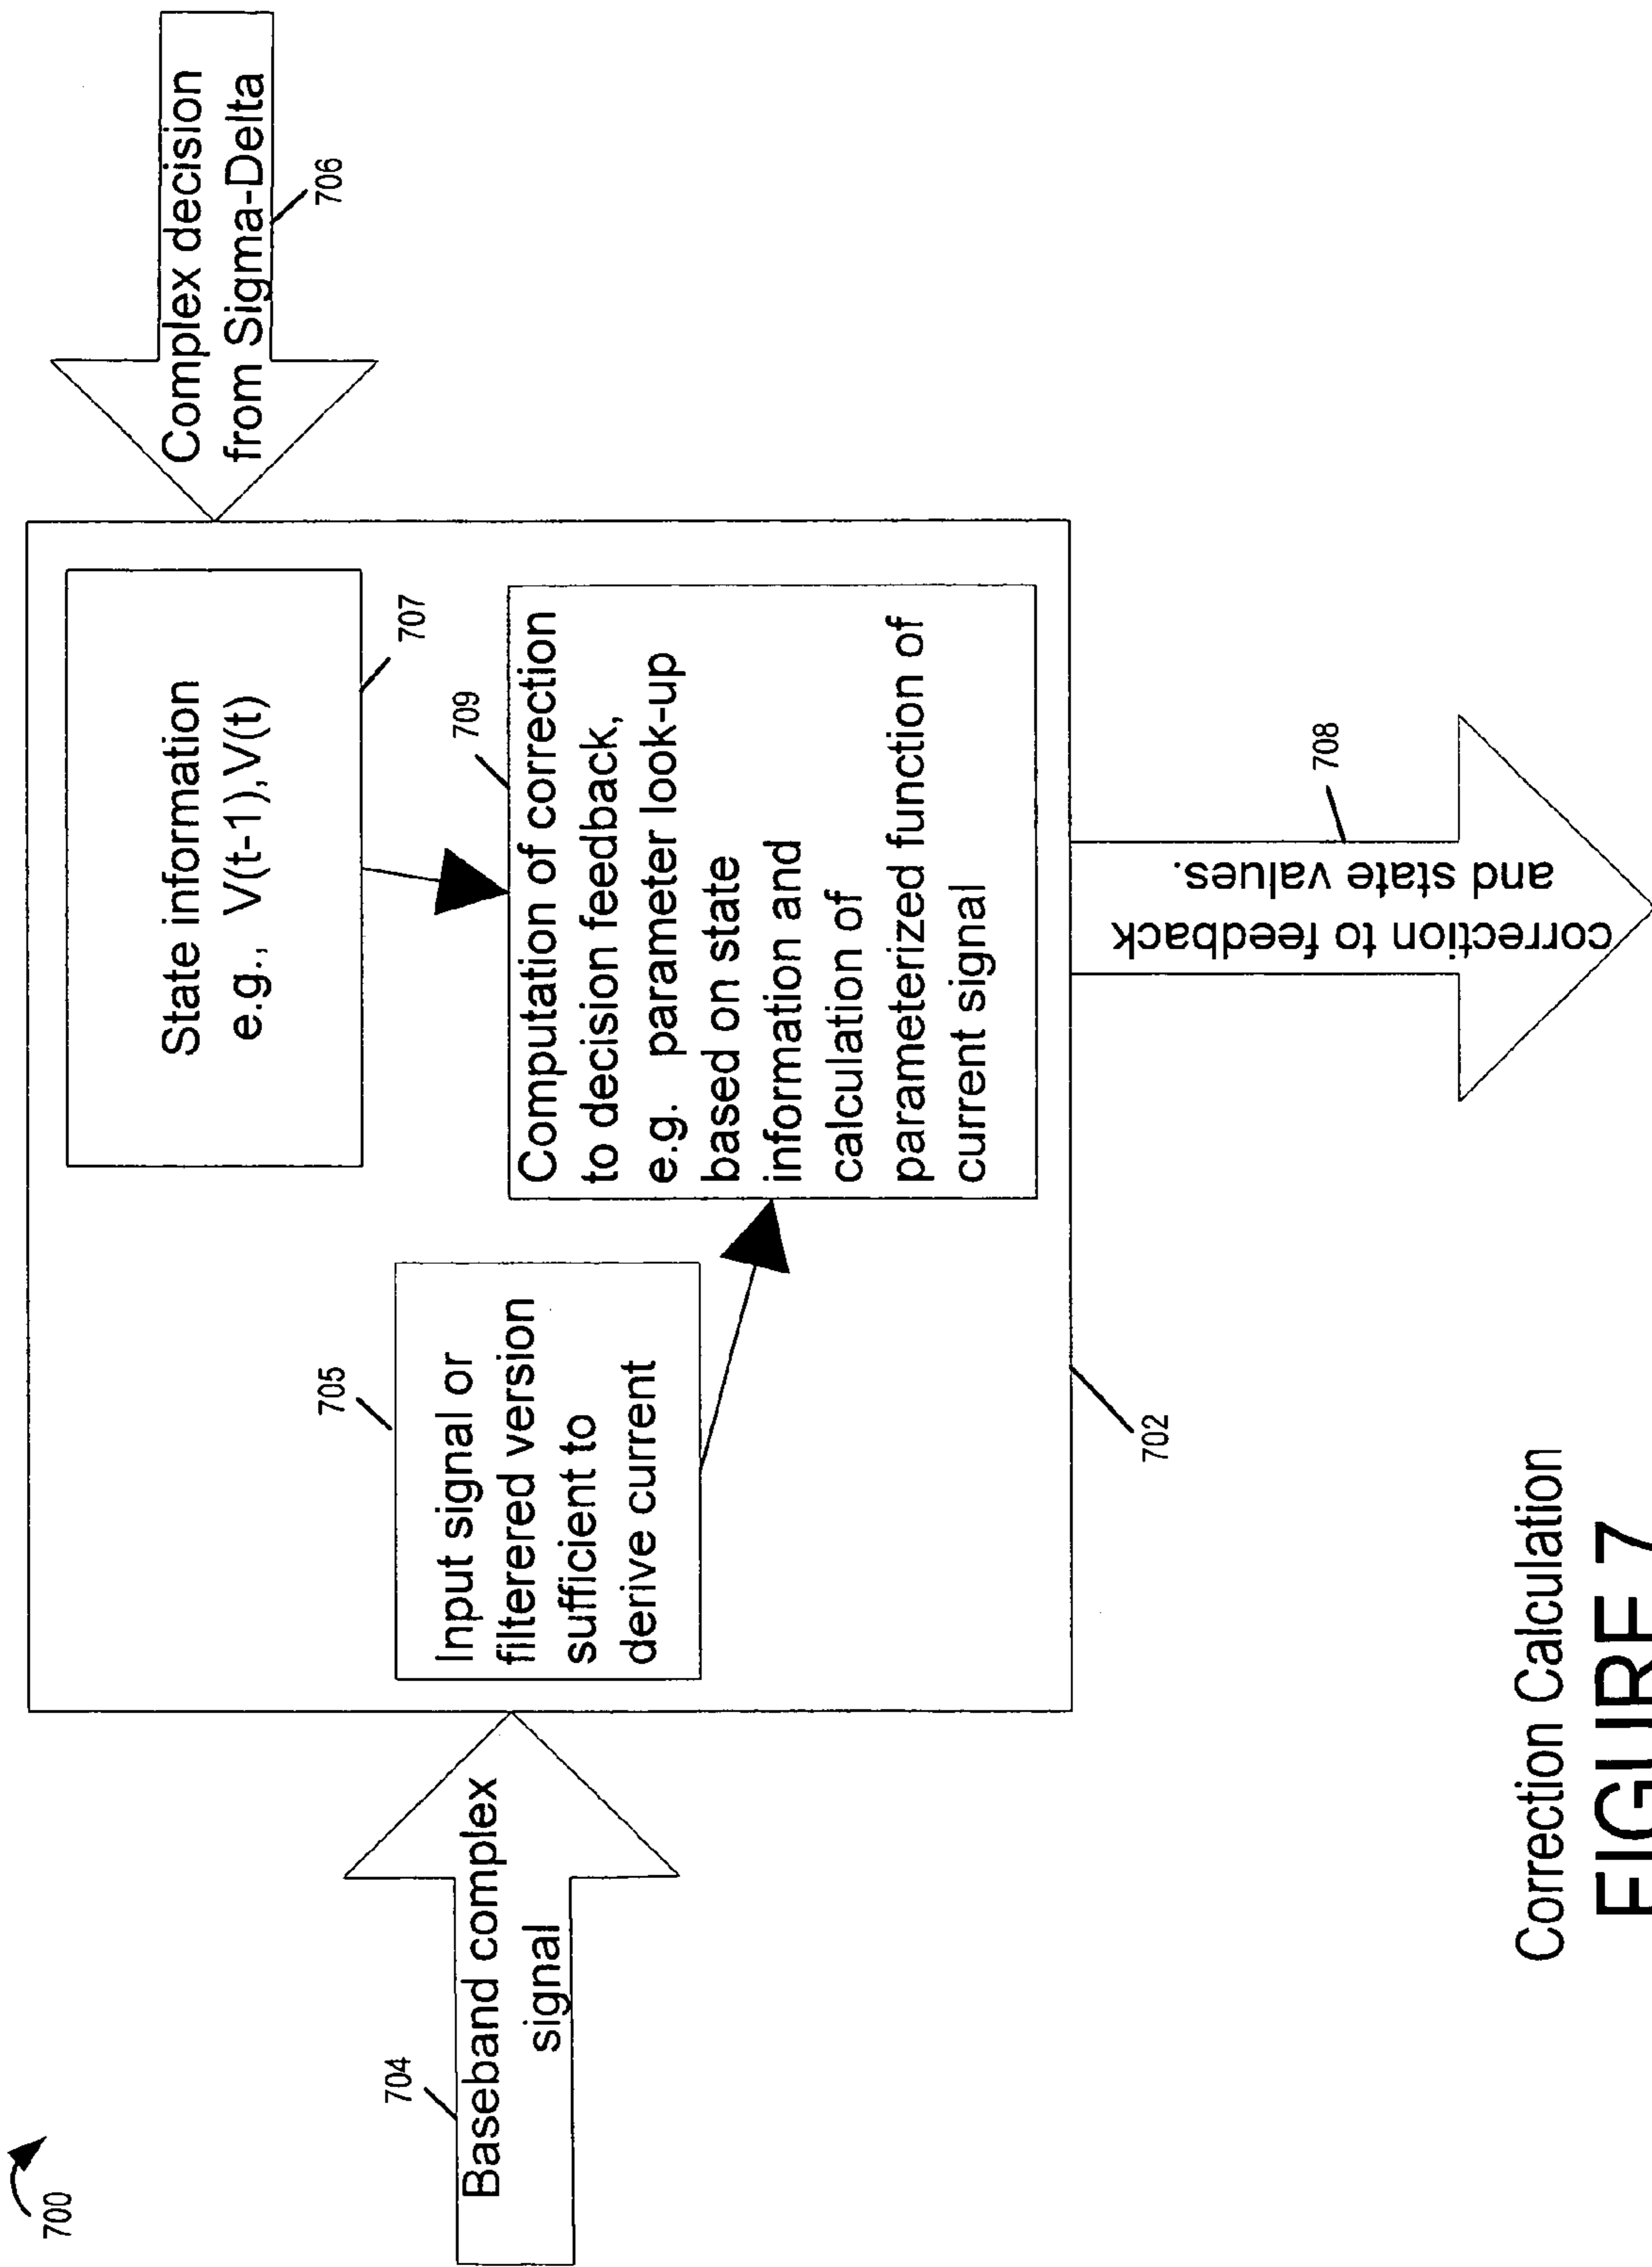 700
704
Baseband complex
signal
705
Input signal or
filterered version
sufficient to
derive current
State information
e.g., V(t-1),V(t)
707
Complex decision
from Sigma-Delta
706
709
Computation of correction
to decision feedback,
e.g. parameter look-up
based on state
information and
calculation of
parameterized function of
current signal
702
708
correction to feedback
and state values.
Correction Calculation
FIGURE 7